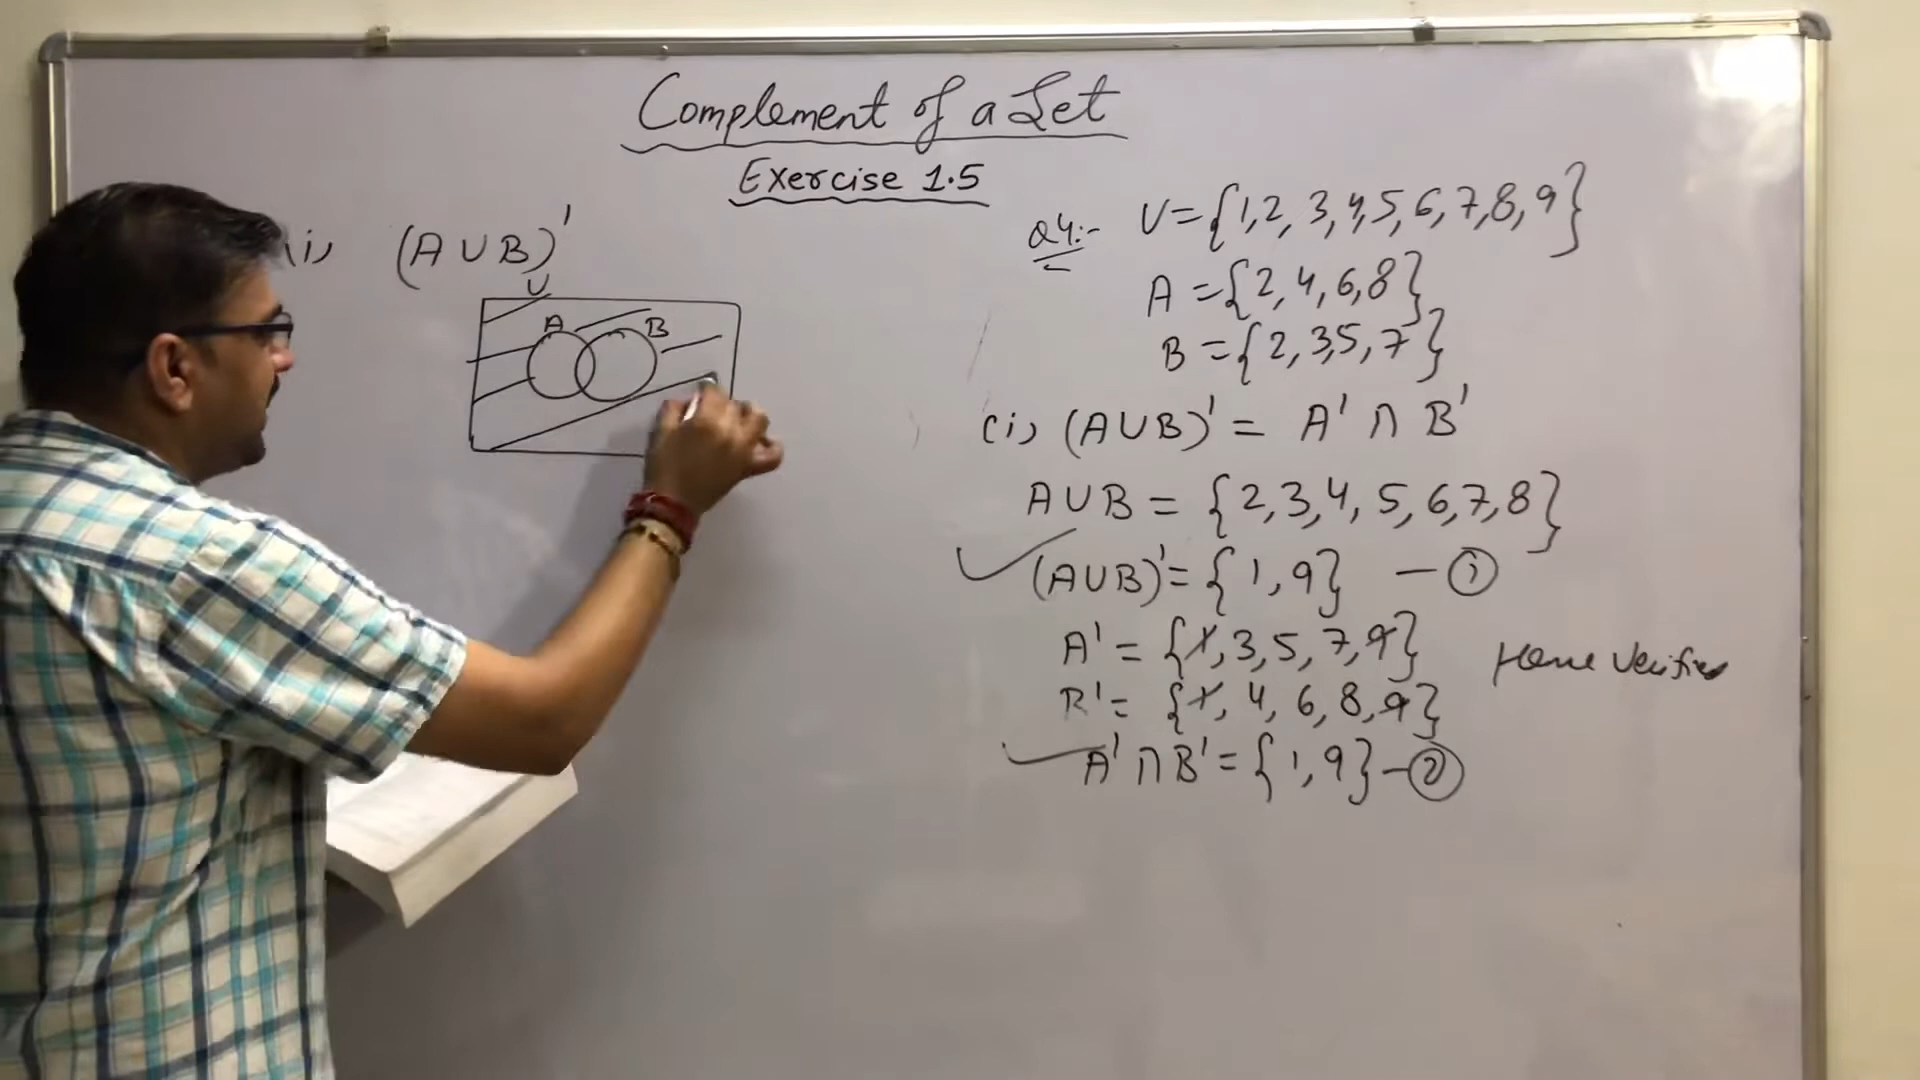 Complement of a Set
Exercise 1.5
(i) (A∪B)'
U
A B
Q4:- U={1,2,3,4,5,6,7,8,9}
A={2,4,6,8}
B={2,3,5,7}
(i) (A∪B)' = A' ∩ B'
A∪B = {2,3,4,5,6,7,8}
(A∪B)'={1,9} — ①
A' = {1,3,5,7,9}
B' = {1,4,6,8,9}
Hence Verified
A'∩B'={1,9} — ②